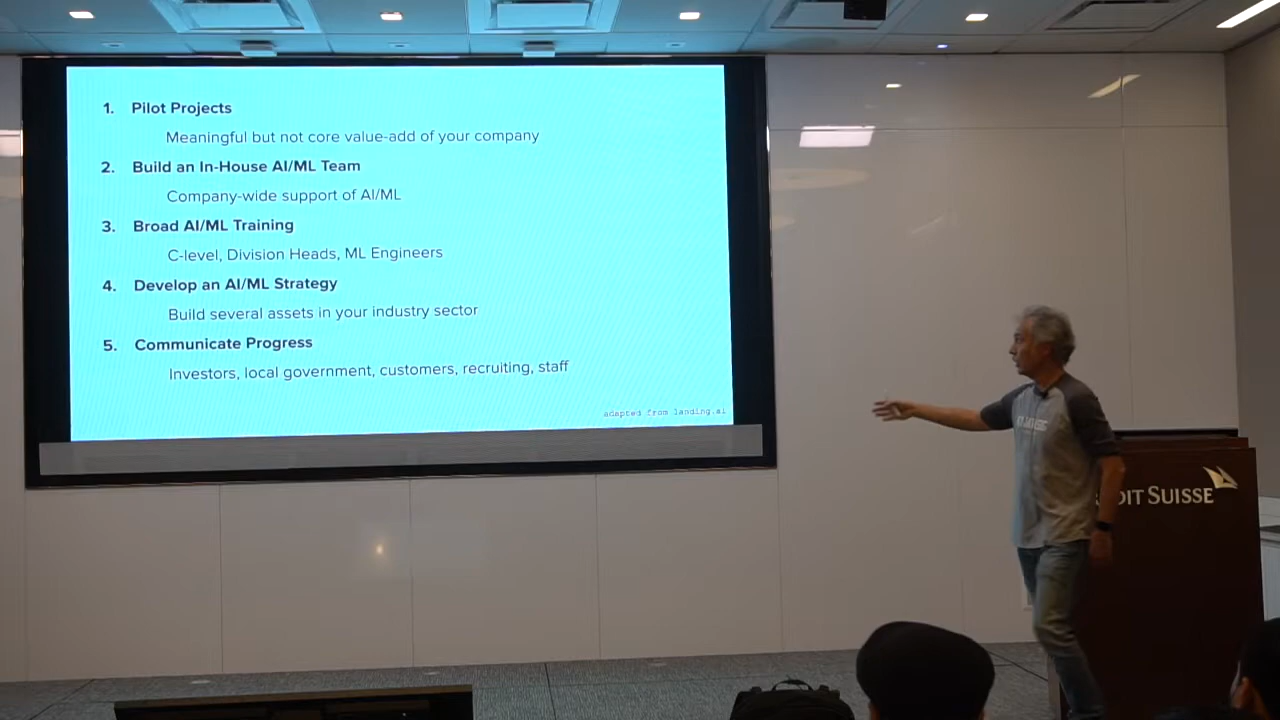 1. Pilot Projects
Meaningful but not core value-add of your company
2. Build an In-House AI/ML Team
Company-wide support of AI/ML
3. Broad AI/ML Training
C-level, Division Heads, ML Engineers
4. Develop an AI/ML Strategy
Build several assets in your industry sector
5. Communicate Progress
Investors, local government, customers, recruiting, staff
adapted from landing.ai
DIT SUISSE